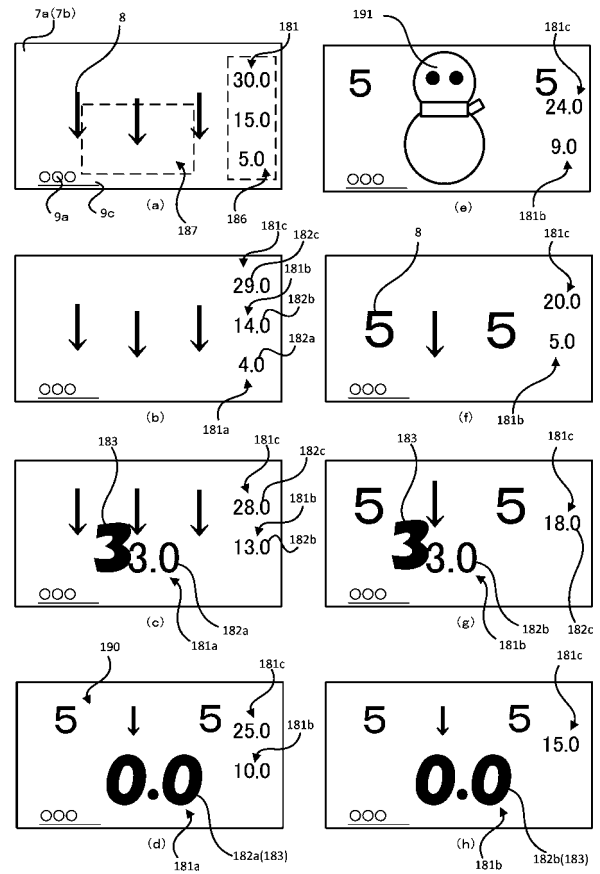 7a(7b)
8
181
30.0
15.0
5.0
○○○
9a
9c
187
186
(a)
181c
182c
181b
182b
182a
29.0
14.0
4.0
○○○
181a
(b)
183
181c
182c
181b
182b
28.0
13.0
3 3.0
○○○
182a
181a
(c)
190
181c
181b
5
5
25.0
10.0
0.0
○○○
(d)
181a
182a(183)
191
181c
5
5
24.0
9.0
○○○
181b
(e)
8
181c
5
5
20.0
5.0
○○○
181b
(f)
183
181c
5
5
18.0
3 3.0
○○○
182b
181b
182c
(g)
181c
5
5
15.0
0.0
○○○
(h)
181b
182b(183)